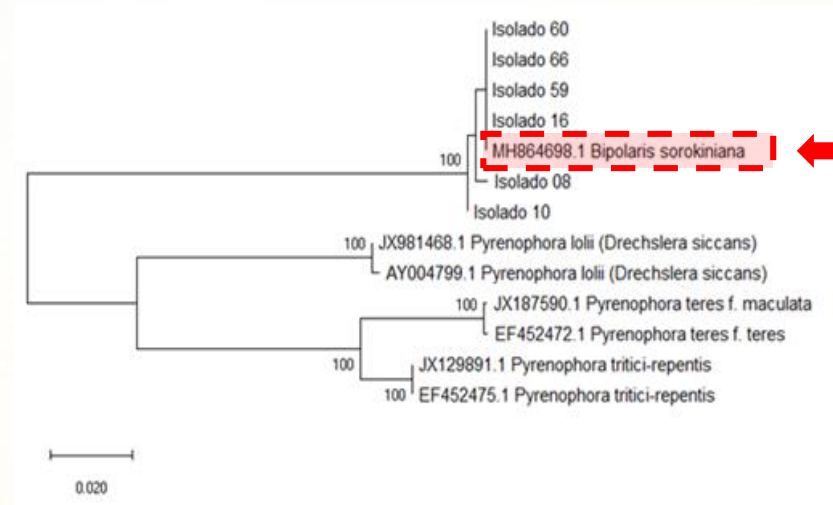 Isolado 60
Isolado 66
Isolado 59
Isolado 16
MH864698.1 Bipolaris sorokiniana
100
Isolado 08
Isolado 10
100 JX981468.1 Pyrenophora lolii (Drechslera siccans)
AY004799.1 Pyrenophora lolii (Drechslera siccans)
100 JX187590.1 Pyrenophora teres f. maculata
EF452472.1 Pyrenophora teres f. teres
100 JX129891.1 Pyrenophora tritici-repentis
100 EF452475.1 Pyrenophora tritici-repentis
0.020